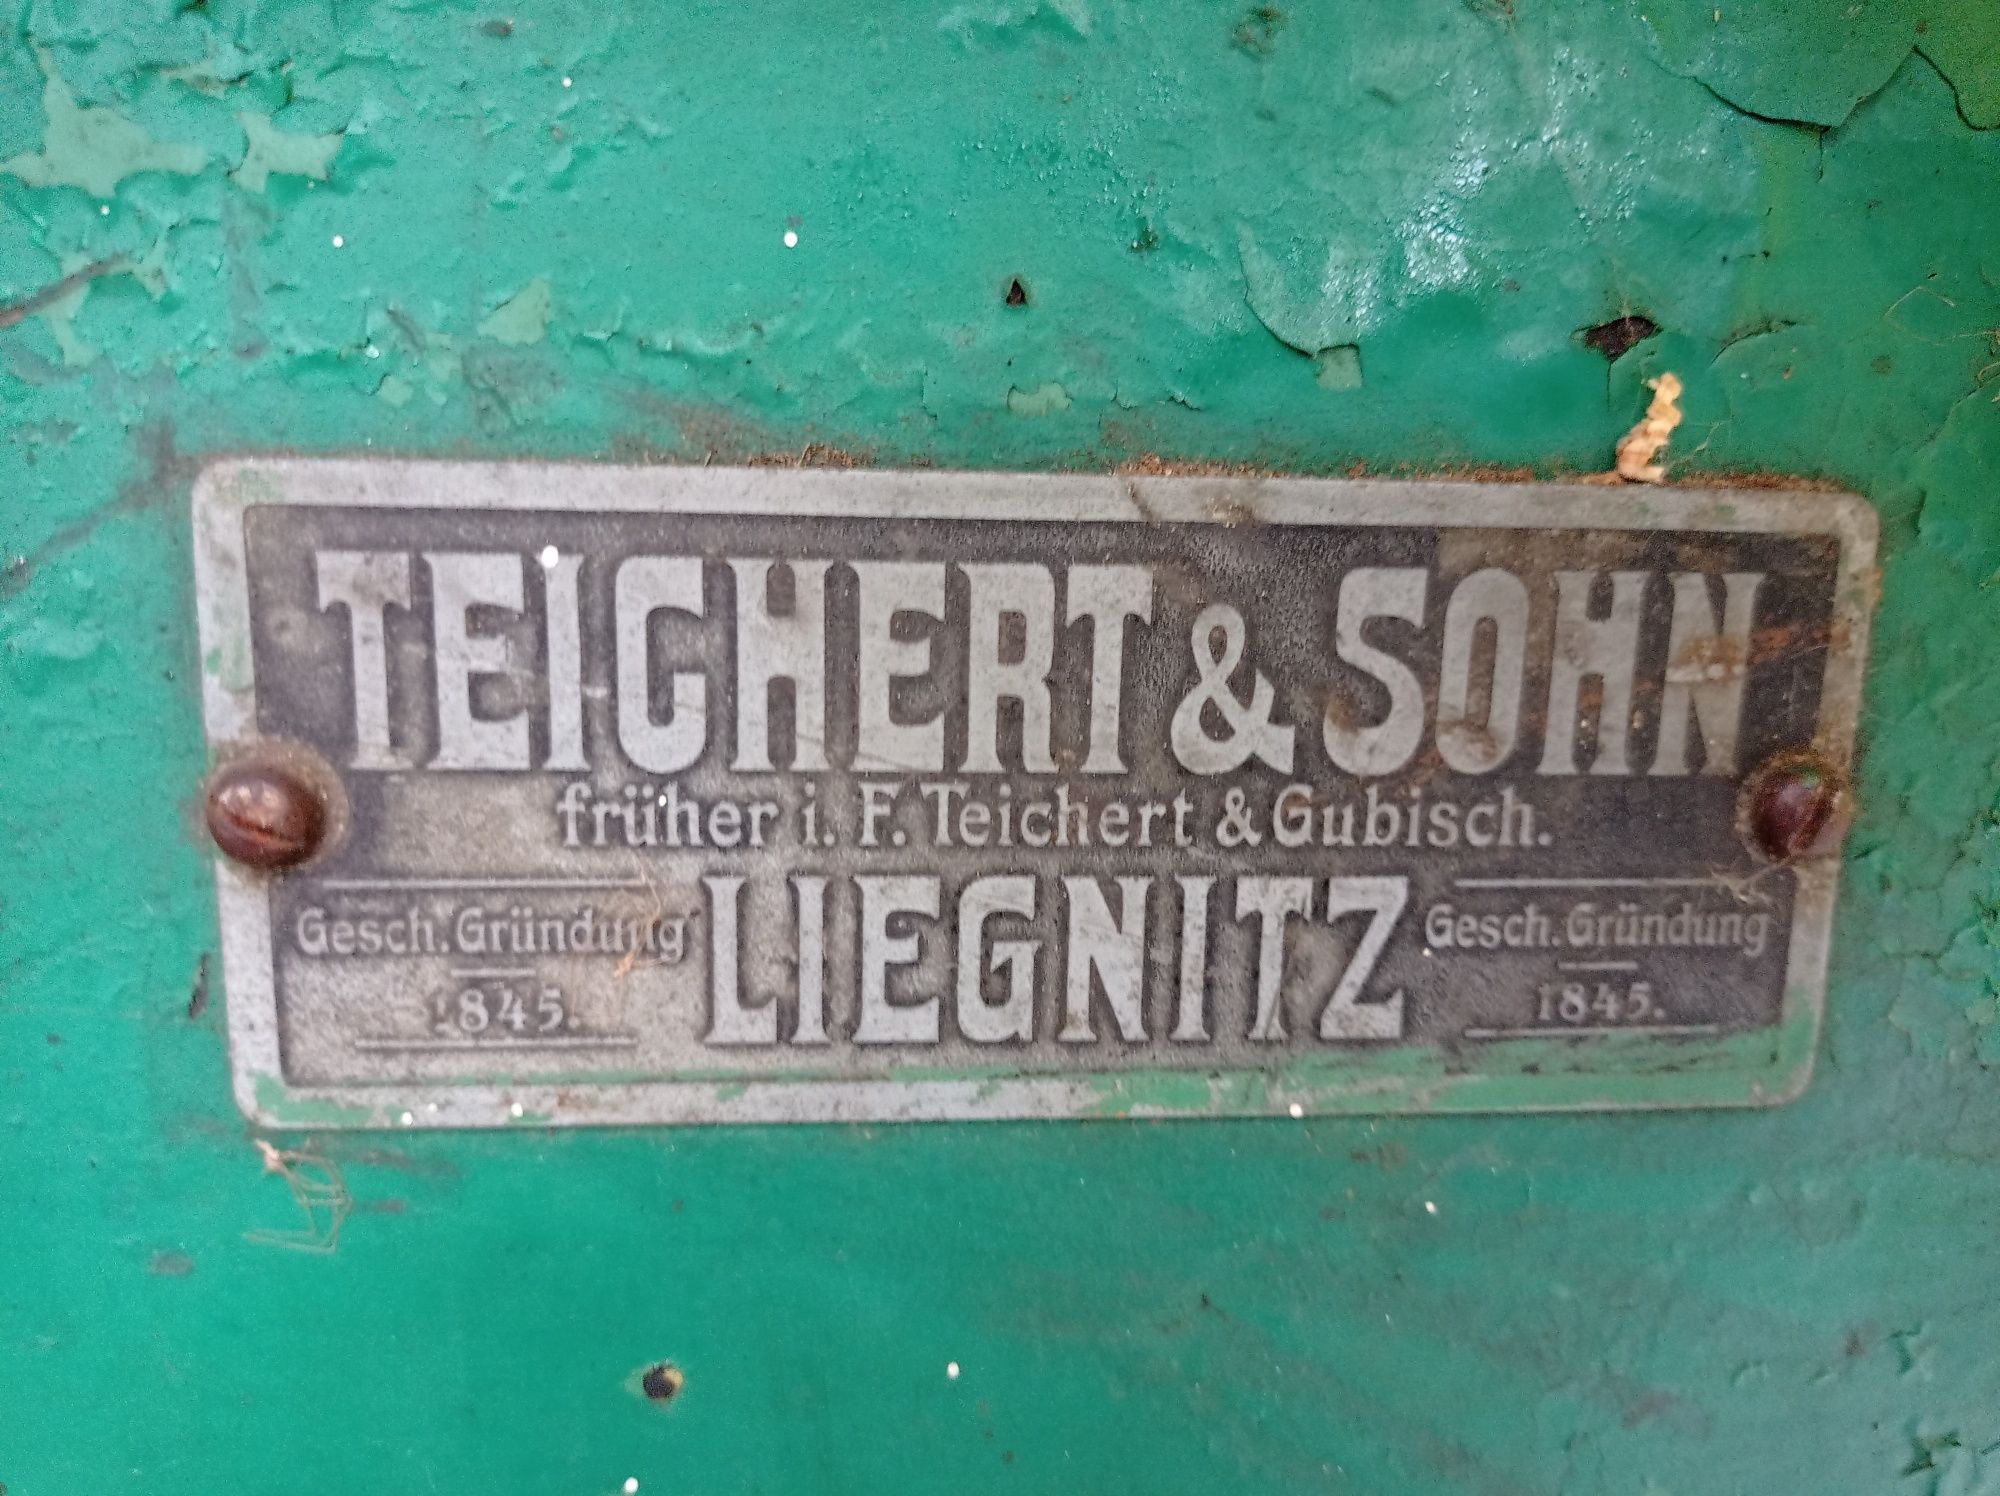 TEICHERT & SOHN
früher i. F. Teichert & Gubisch.
LIEGNITZ
Gesch. Gründung
1845.
Gesch. Gründung
1845.